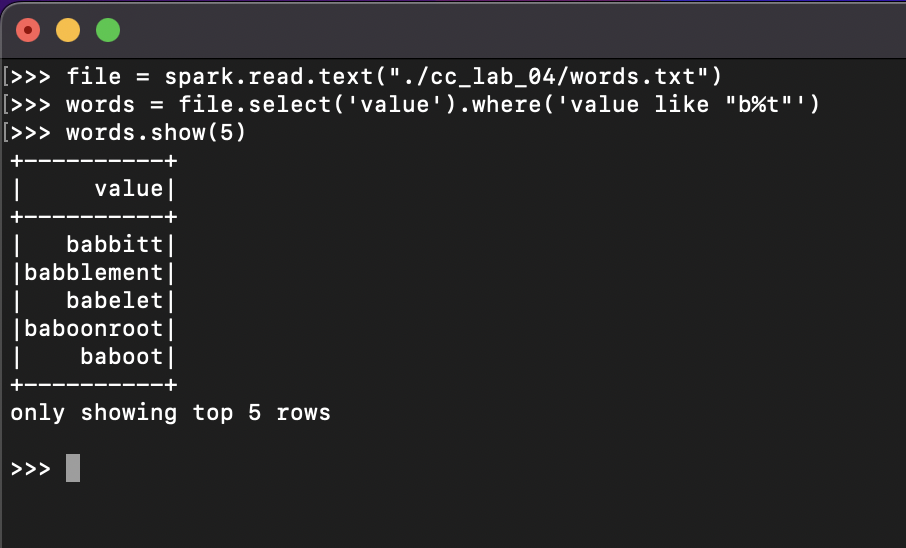 [>>> file = spark.read.text("./cc_lab_04/words.txt")
[>>> words = file.select('value').where('value like "b%t"')
[>>> words.show(5)
+----------+
|     value|
+----------+
|   babbitt|
|babblement|
|   babelet|
|baboonroot|
|    baboot|
+----------+
only showing top 5 rows
>>>